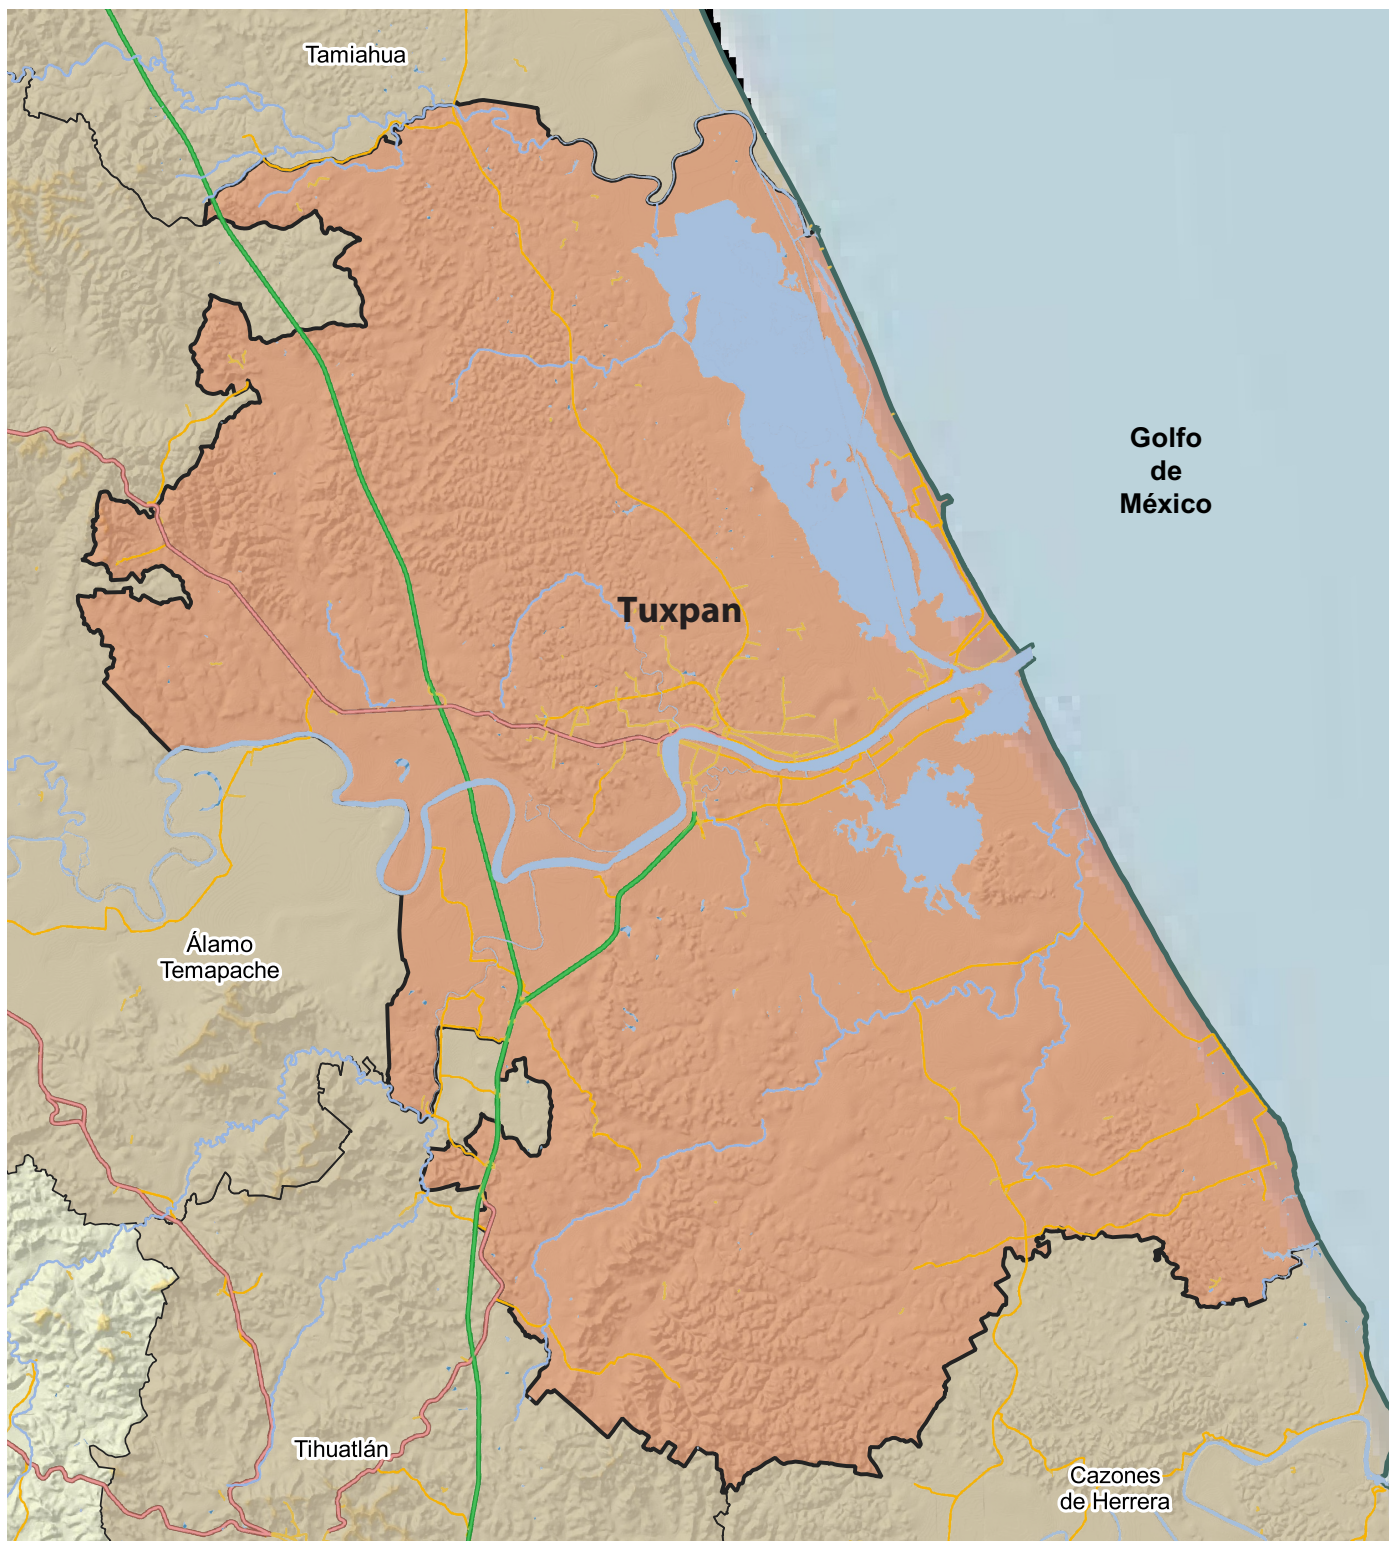 Tamiahua
Golfo
de
México
Tuxpan
Álamo
Temapache
Tihuatlán
Cazones
de Herrera